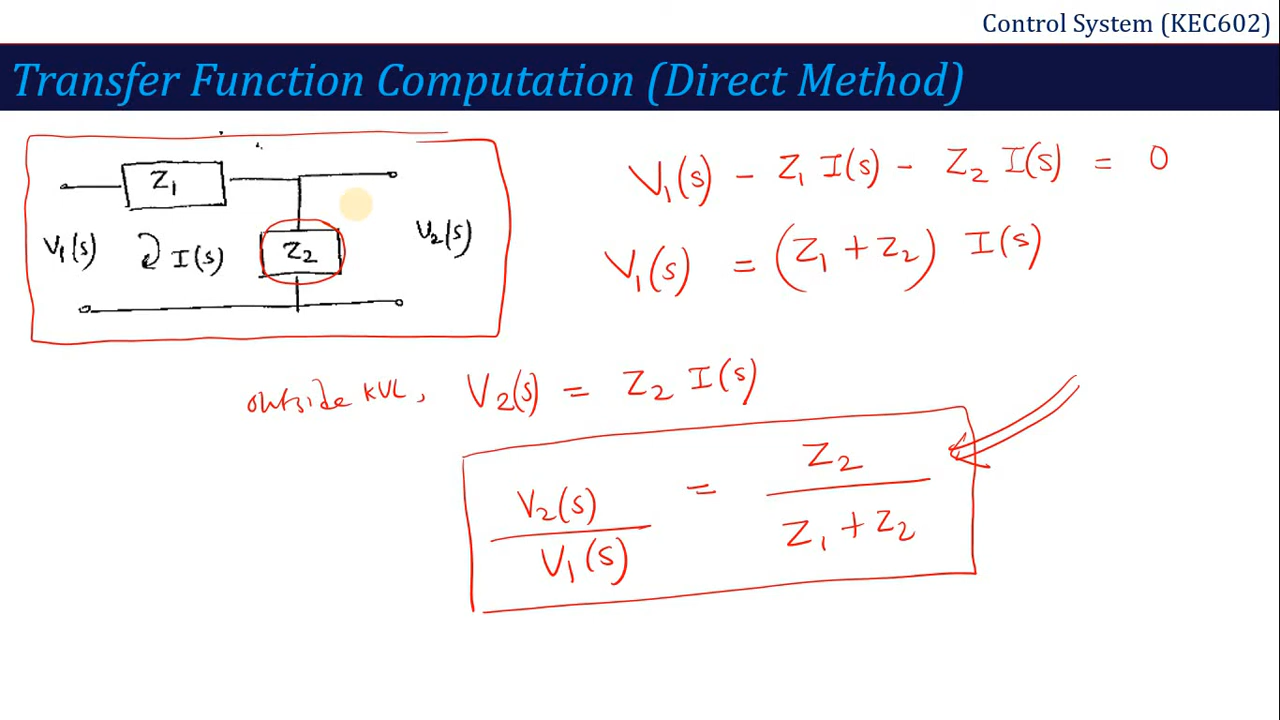 Control System (KEC602)
Transfer Function Computation (Direct Method)
Z1
V1(s)
I(s)
Z2
V2(s)
V1(s) - Z1 I(s) - Z2 I(s) = 0
V1(s) = (Z1 + Z2) I(s)
outside KVL, V2(s) = Z2 I(s)
V2(s) / V1(s) = Z2 / Z1 + Z2